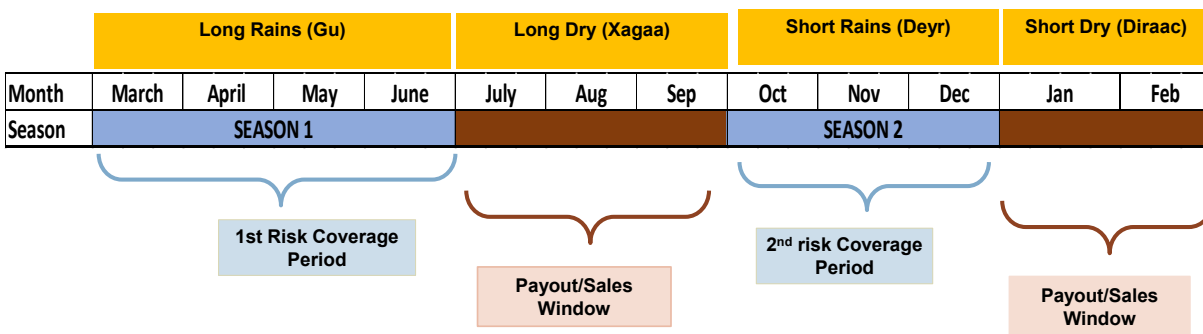 Long Rains (Gu)
Long Dry (Xagaa)
Short Rains (Deyr)
Short Dry (Diraac)
Month March April May June July Aug Sep Oct Nov Dec Jan Feb
Season SEASON 1 SEASON 2
1st Risk Coverage
Period
Payout/Sales
Window
2nd risk Coverage
Period
Payout/Sales
Window